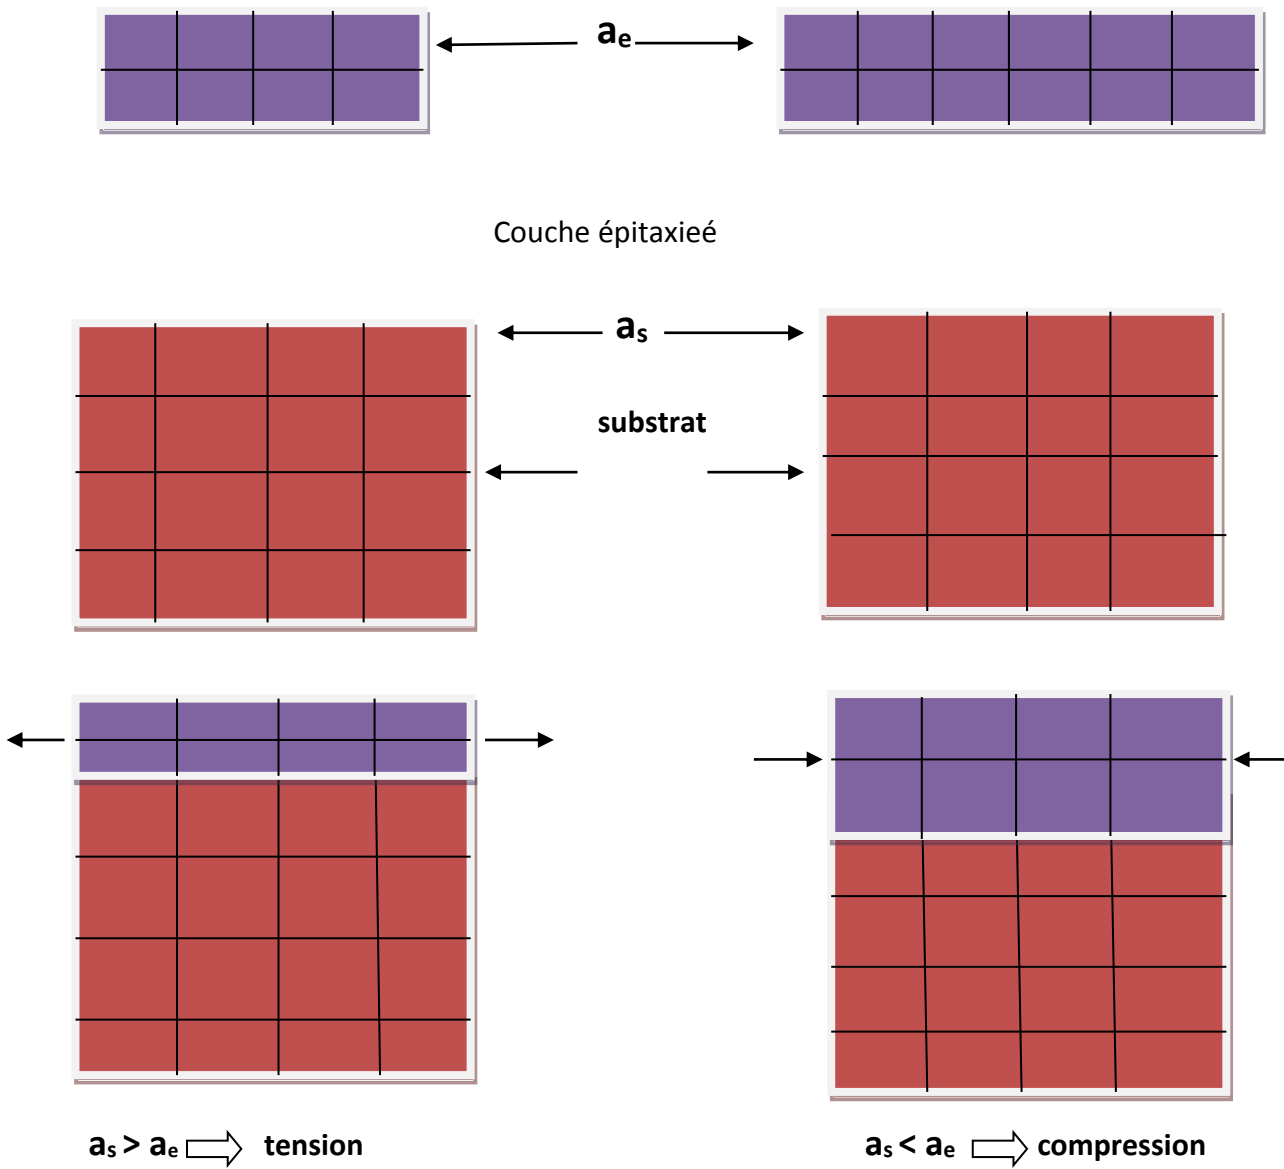 ae
Couche épitaxieé
as
substrat
as > ae tension
as < ae compression